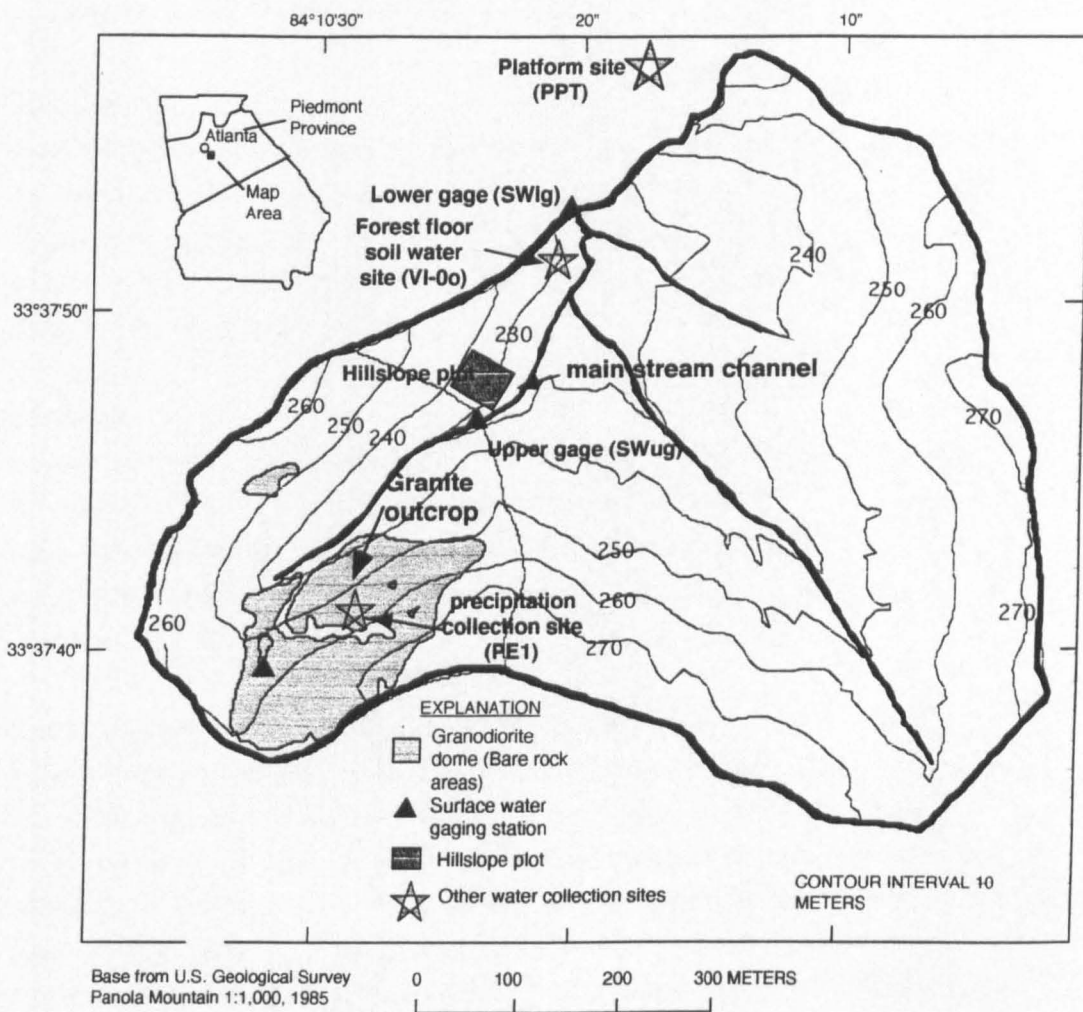 84°10'30"
20"
10"
Platform site
(PPT)
Piedmont
Province
Atlanta
Map
Area
Lower gage (SWlg)
Forest floor
soil water
site (VI-0o)
33°37'50"
240
250
260
230
Hillslope plot
main stream channel
260
250
240
270
Upper gage (SWug)
Granite
outcrop
250
260
precipitation
collection site
(PE1)
260
270
270
33°37'40"
EXPLANATION
Granodiorite
dome (Bare rock
areas)
Surface water
gaging station
Hillslope plot
Other water collection sites
CONTOUR INTERVAL 10
METERS
Base from U.S. Geological Survey
Panola Mountain 1:1,000, 1985
0 100 200 300 METERS